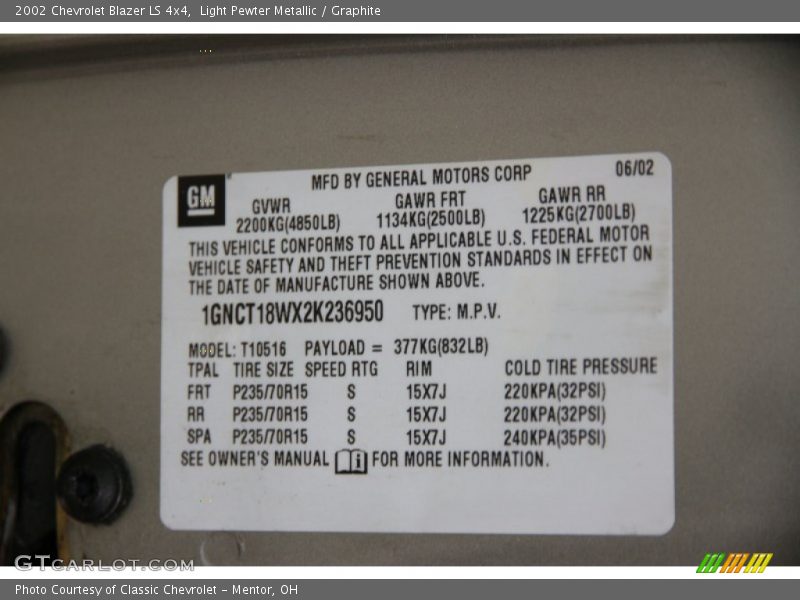 2002 Chevrolet Blazer LS 4x4, Light Pewter Metallic / Graphite
GM
MFD BY GENERAL MOTORS CORP 06/02
GVWR GAWR FRT GAWR RR
2200KG(4850LB) 1134KG(2500LB) 1225KG(2700LB)
THIS VEHICLE CONFORMS TO ALL APPLICABLE U.S. FEDERAL MOTOR
VEHICLE SAFETY AND THEFT PREVENTION STANDARDS IN EFFECT ON
THE DATE OF MANUFACTURE SHOWN ABOVE.
1GNCT18WX2K236950 TYPE: M.P.V.
MODEL: T10516 PAYLOAD = 377KG(832LB)
TPAL TIRE SIZE SPEED RTG RIM COLD TIRE PRESSURE
FRT P235/70R15 S 15X7J 220KPA(32PSI)
RR P235/70R15 S 15X7J 220KPA(32PSI)
SPA P235/70R15 S 15X7J 240KPA(35PSI)
SEE OWNER'S MANUAL i FOR MORE INFORMATION.
GTCARLOT.COM
Photo Courtesy of Classic Chevrolet - Mentor, OH